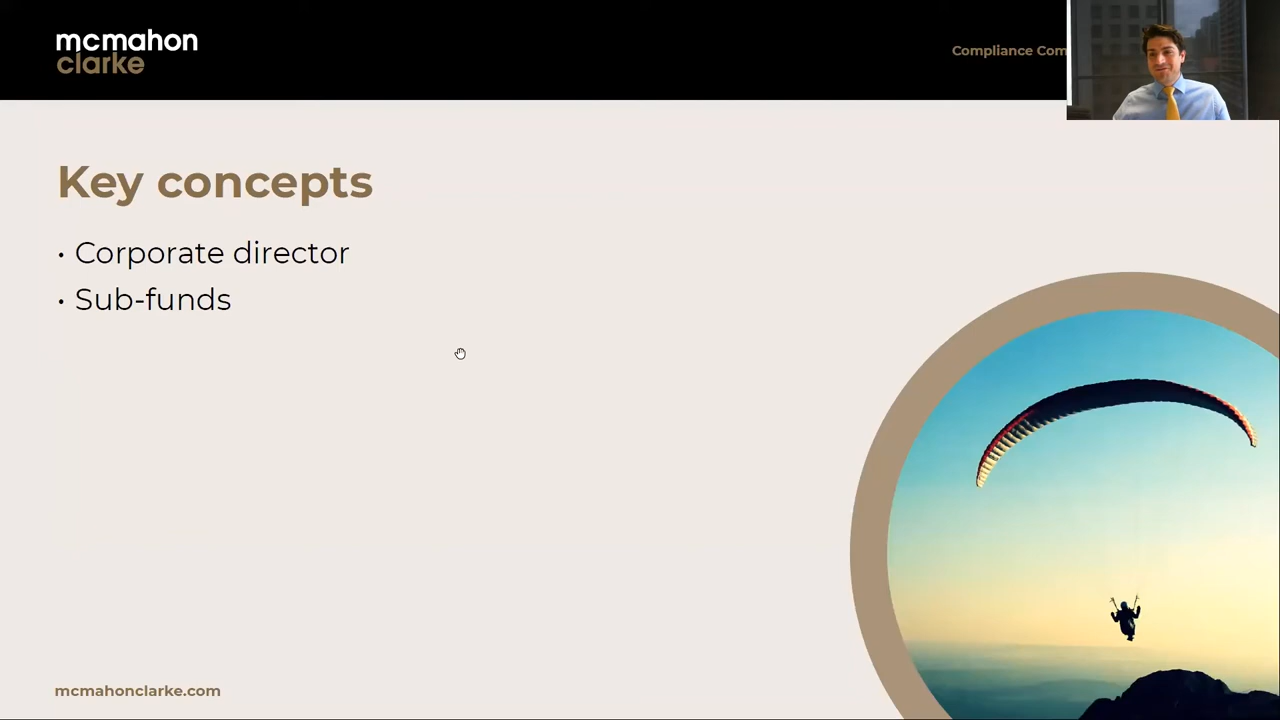 mcmahon
clarke
Compliance Com
Key concepts
• Corporate director
• Sub-funds
mcmahonclarke.com